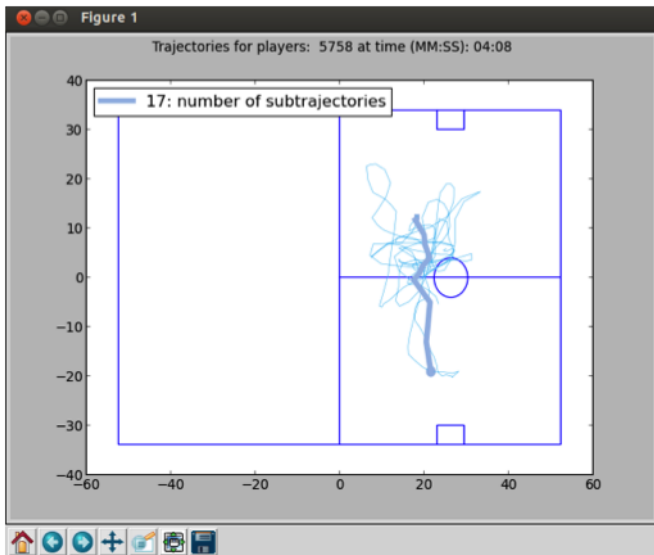 Figure 1
Trajectories for players: 5758 at time (MM:SS): 04:08
17: number of subtrajectories
40
30
20
10
0
−10
−20
−30
−40
−60 −40 −20 0 20 40 60